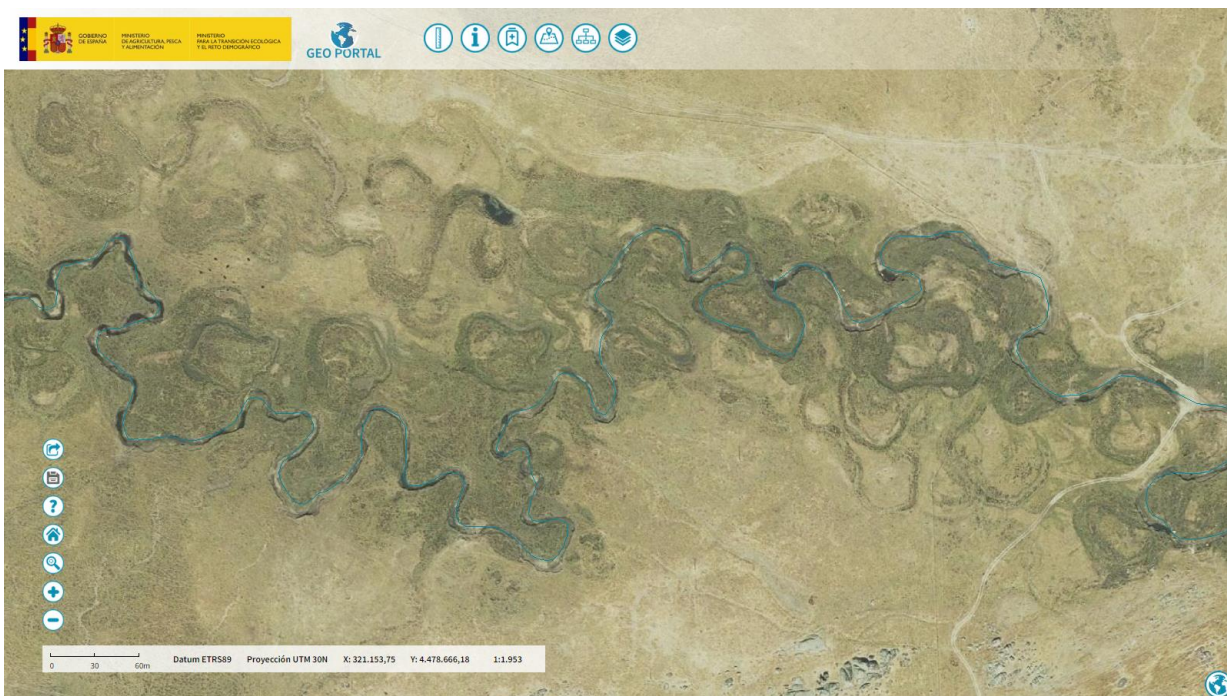 GOBIERNO
DE ESPAÑA
MINISTERIO
DE AGRICULTURA, PESCA
Y ALIMENTACIÓN
MINISTERIO
PARA LA TRANSICIÓN ECOLÓGICA
Y EL RETO DEMOGRÁFICO
GEO PORTAL
0 30 60m
Datum ETRS89 Proyección UTM 30N X: 321.153,75 Y: 4.478.666,18 1:1.953